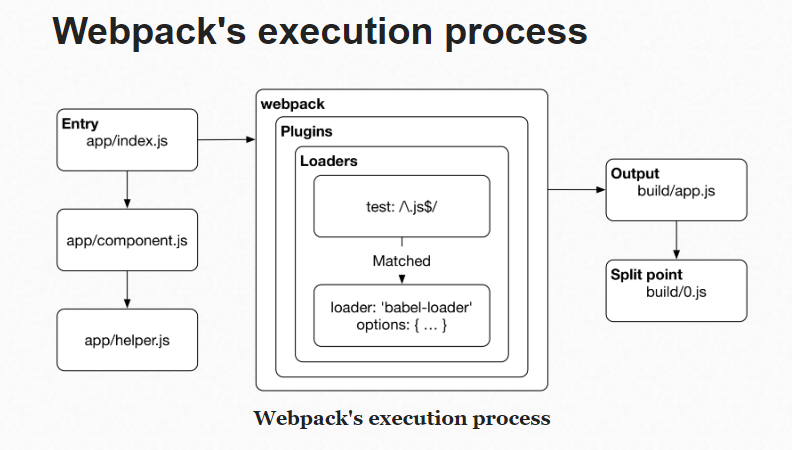 Webpack's execution process
Entry
app/index.js
app/component.js
app/helper.js
webpack
Plugins
Loaders
test: /\.js$/
Matched
loader: 'babel-loader'
options: { ... }
Output
build/app.js
Split point
build/0.js
Webpack's execution process